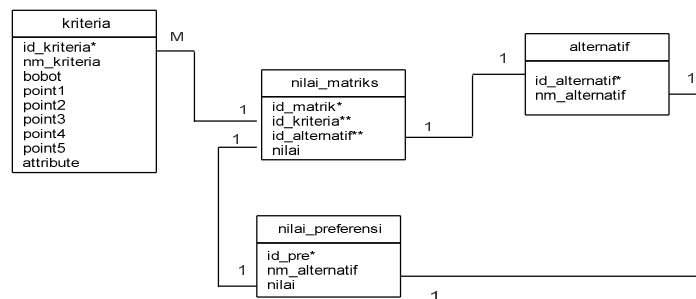 kriteria
id_kriteria*
nm_kriteria
bobot
point1
point2
point3
point4
point5
attribute
M
1
nilai_matriks
id_matrik*
id_kriteria**
id_alternatif**
nilai
1
1
1
alternatif
id_alternatif*
nm_alternatif
1
nilai_preferensi
id_pre*
nm_alternatif
nilai
1
1